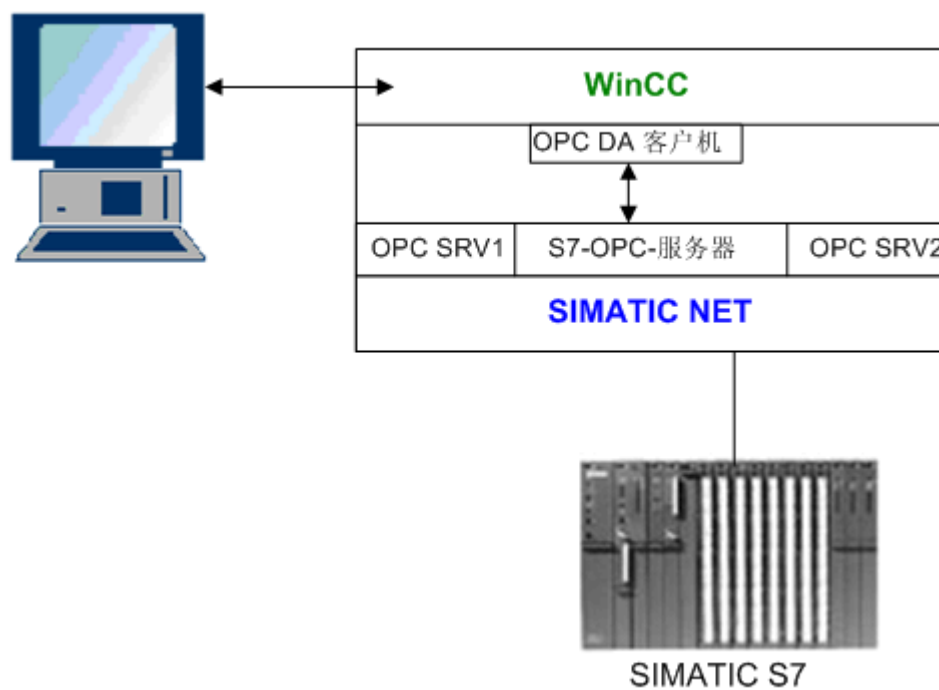 WinCC
OPC DA 客户机
OPC SRV1
S7-OPC-服务器
OPC SRV2
SIMATIC NET
SIMATIC S7